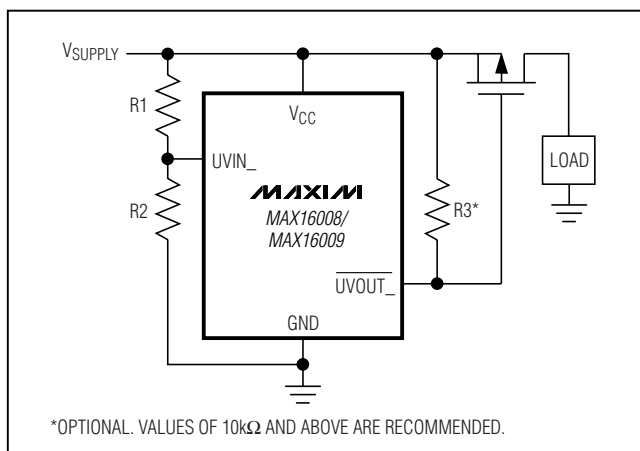 VSUPPLY
R1
VCC
UVIN_
MAXIM
LOAD
R2
MAX16008/
MAX16009
R3*
UVOUT_
GND
*OPTIONAL. VALUES OF 10kΩ AND ABOVE ARE RECOMMENDED.